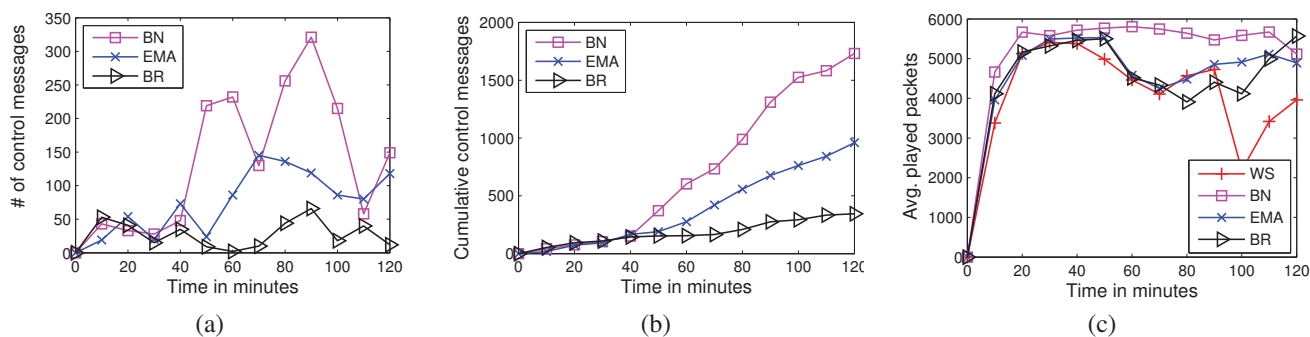 # of control messages
350
300
250
200
150
100
50
0
BN
EMA
BR
0 20 40 60 80 100 120
Time in minutes
(a)
Cumulative control messages
2000
1500
1000
500
0
BN
EMA
BR
0 20 40 60 80 100 120
Time in minutes
(b)
Avg. played packets
6000
5000
4000
3000
2000
1000
0
WS
BN
EMA
BR
0 20 40 60 80 100 120
Time in minutes
(c)